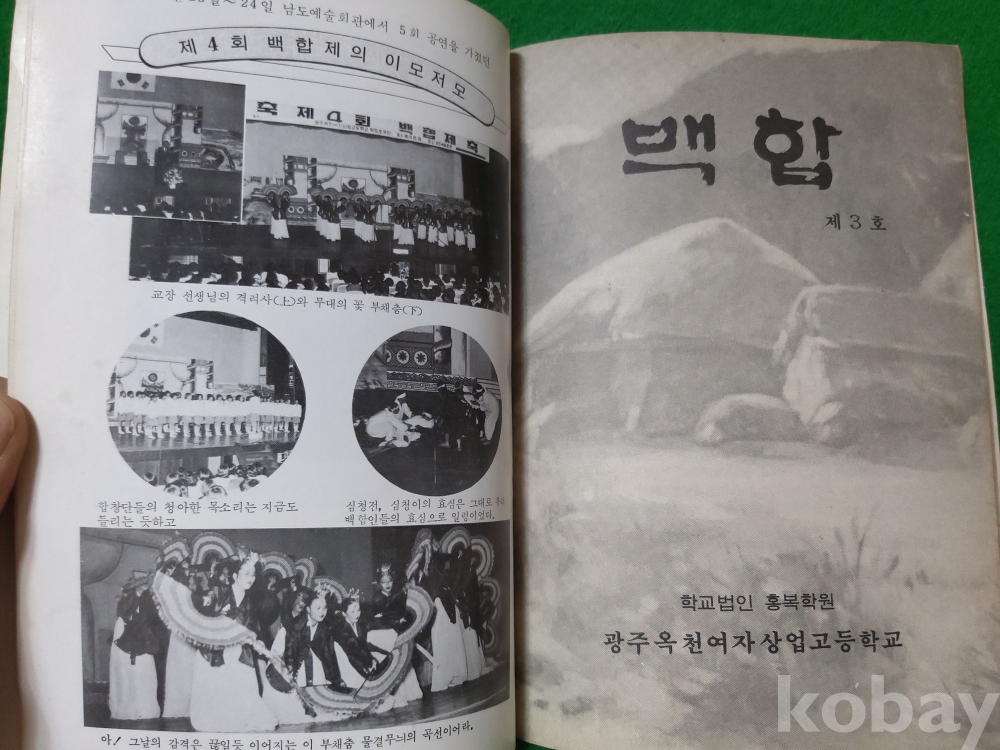 일～24일 남도예술회관에서 5회 공연을 가졌던
제4회 백합제의 이모저모
축 제4회 백합제 축
교장 선생님의 격려사(上)와 무대의 꽃 부채춤(下)
합창단들의 청아한 목소리는 지금도
들리는 듯하고
심청전, 심청이의 효심은 그대로
백합인들의 효심으로 일렁이었다.
아! 그날의 감격은 끊일듯 이어지는 이 부채춤 물결무늬의 곡선이어라.
백합
제3호
학교법인 홍복학원
광주옥천여자상업고등학교
kobay